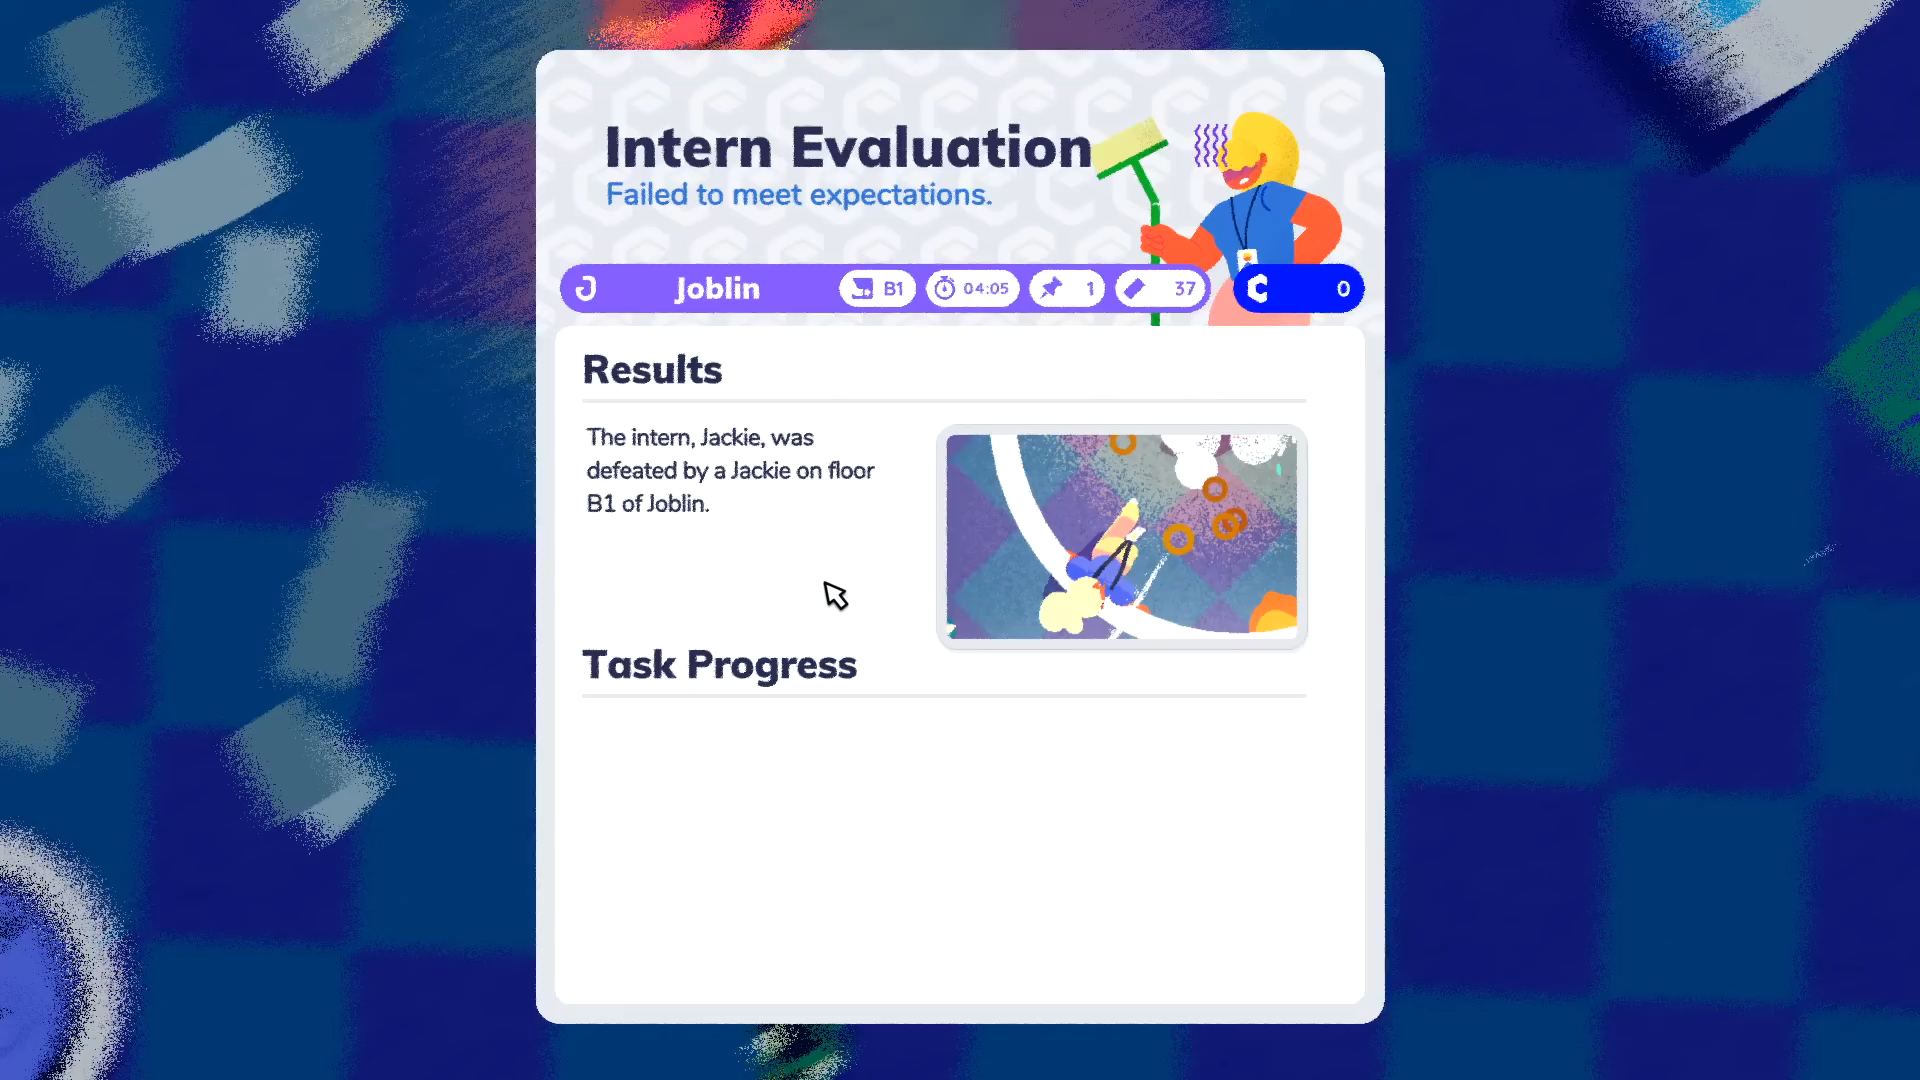 Intern Evaluation
Failed to meet expectations.
Joblin B1 04:05 1 37 0
Results
The intern, Jackie, was
defeated by a Jackie on floor
B1 of Joblin.
Task Progress